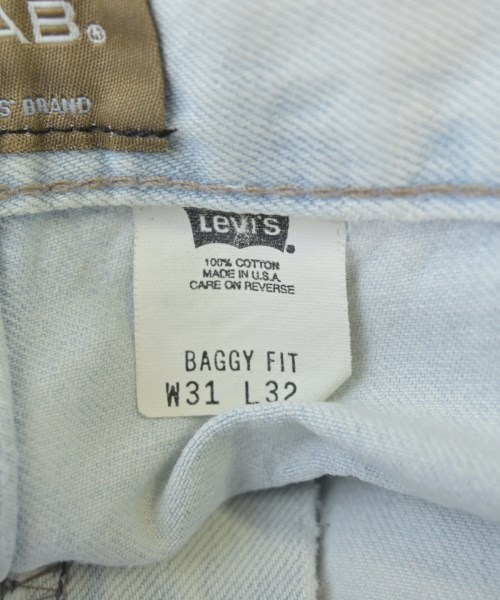 AB.®
S' BRAND
Levi's
100% COTTON
MADE IN U.S.A.
CARE ON REVERSE
BAGGY FIT
W31 L32